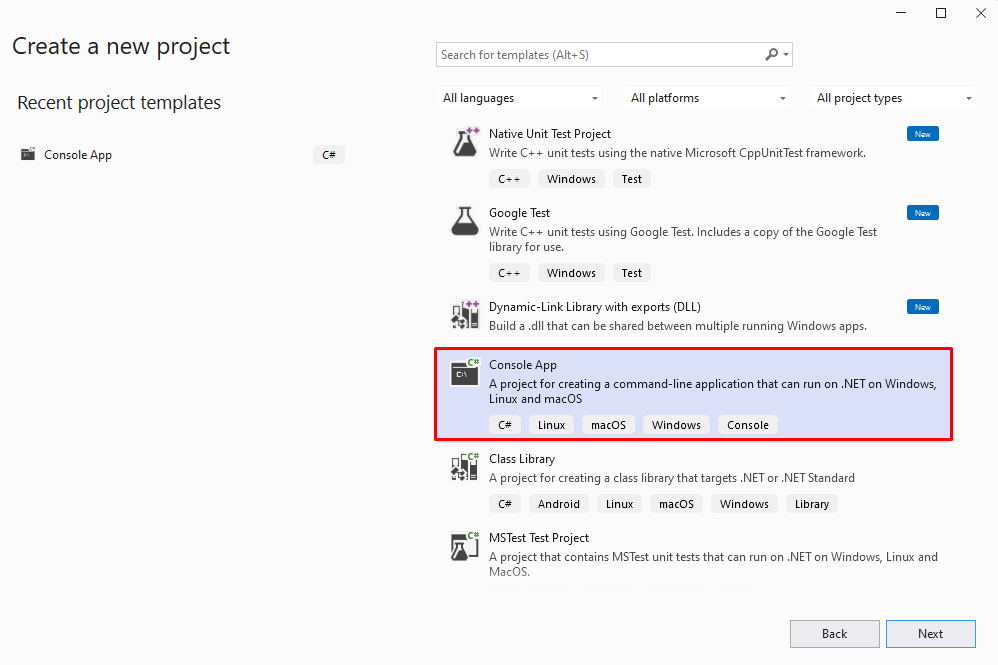 Create a new project
Recent project templates
Console App
C#
Search for templates (Alt+S)
All languages
All platforms
All project types
Native Unit Test Project
New
Write C++ unit tests using the native Microsoft CppUnitTest framework.
C++
Windows
Test
Google Test
New
Write C++ unit tests using Google Test. Includes a copy of the Google Test
library for use.
C++
Windows
Test
Dynamic-Link Library with exports (DLL)
New
Build a .dll that can be shared between multiple running Windows apps.
Console App
A project for creating a command-line application that can run on .NET on Windows,
Linux and macOS
C#
Linux
macOS
Windows
Console
Class Library
A project for creating a class library that targets .NET or .NET Standard
C#
Android
Linux
macOS
Windows
Library
MSTest Test Project
A project that contains MSTest unit tests that can run on .NET on Windows, Linux and
MacOS.
Back
Next